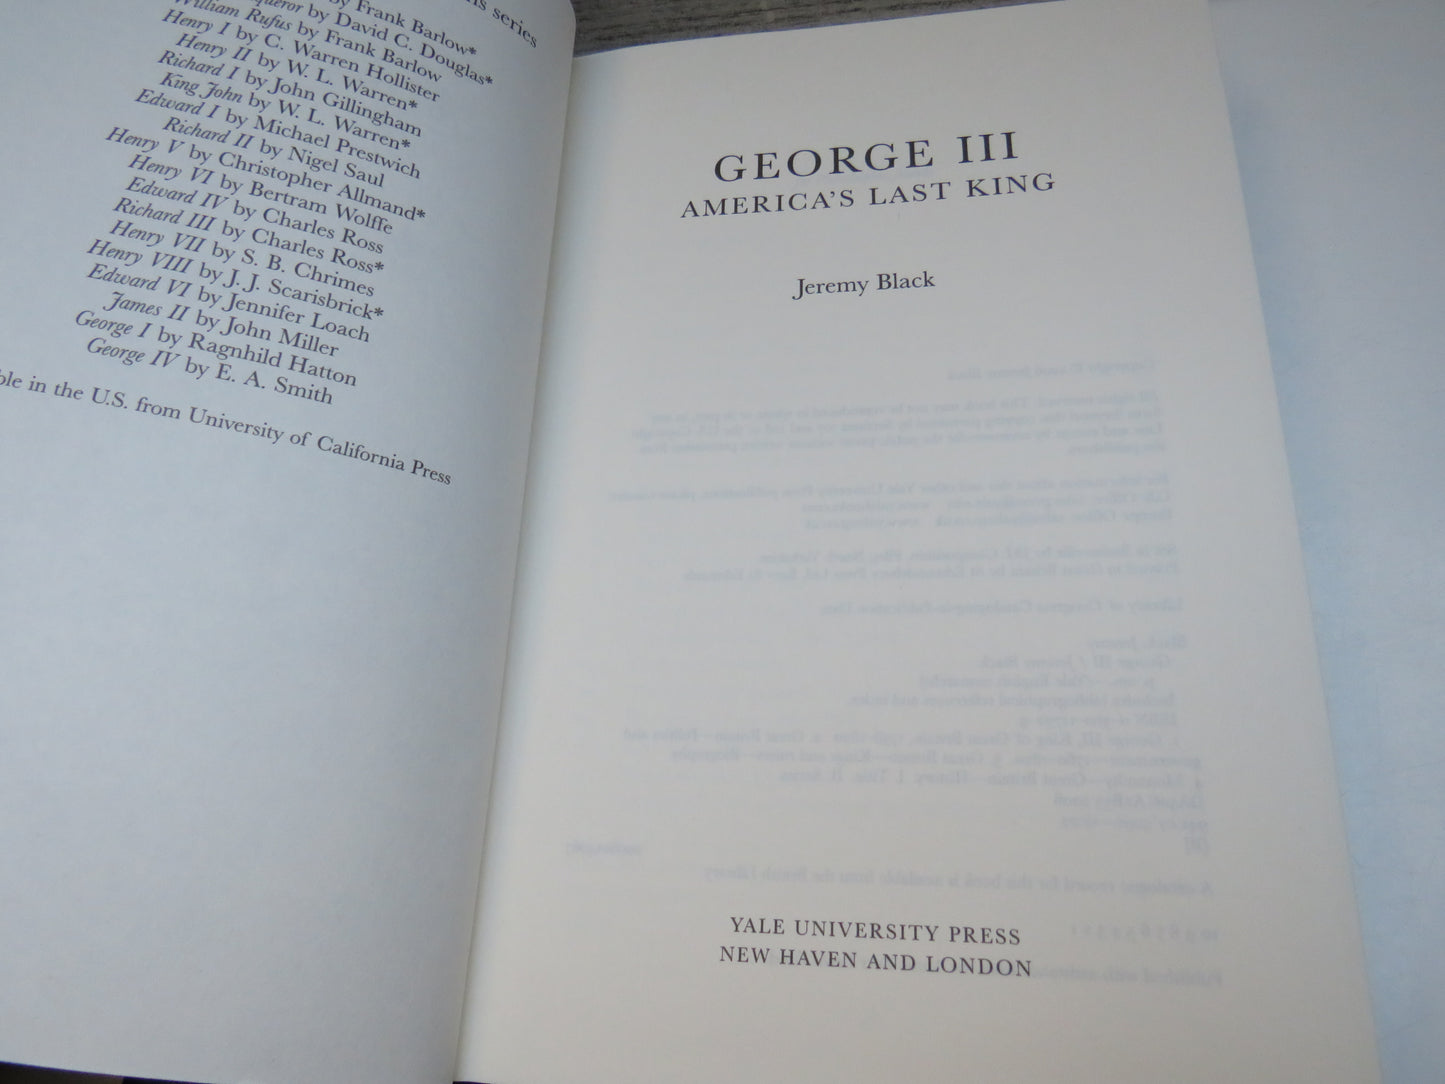 his series
by Frank Barlow*
queror by David C. Douglas*
William Rufus by Frank Barlow
Henry I by C. Warren Hollister
Henry II by W. L. Warren*
Richard I by John Gillingham
King John by W. L. Warren*
Edward I by Michael Prestwich
Richard II by Nigel Saul
Henry V by Christopher Allmand*
Henry VI by Bertram Wolffe
Edward IV by Charles Ross
Richard III by Charles Ross*
Henry VII by S. B. Chrimes
Henry VIII by J. J. Scarisbrick*
Edward VI by Jennifer Loach
James II by John Miller
George I by Ragnhild Hatton
George IV by E. A. Smith
ble in the U.S. from University of California Press
GEORGE III
AMERICA'S LAST KING
Jeremy Black
YALE UNIVERSITY PRESS
NEW HAVEN AND LONDON